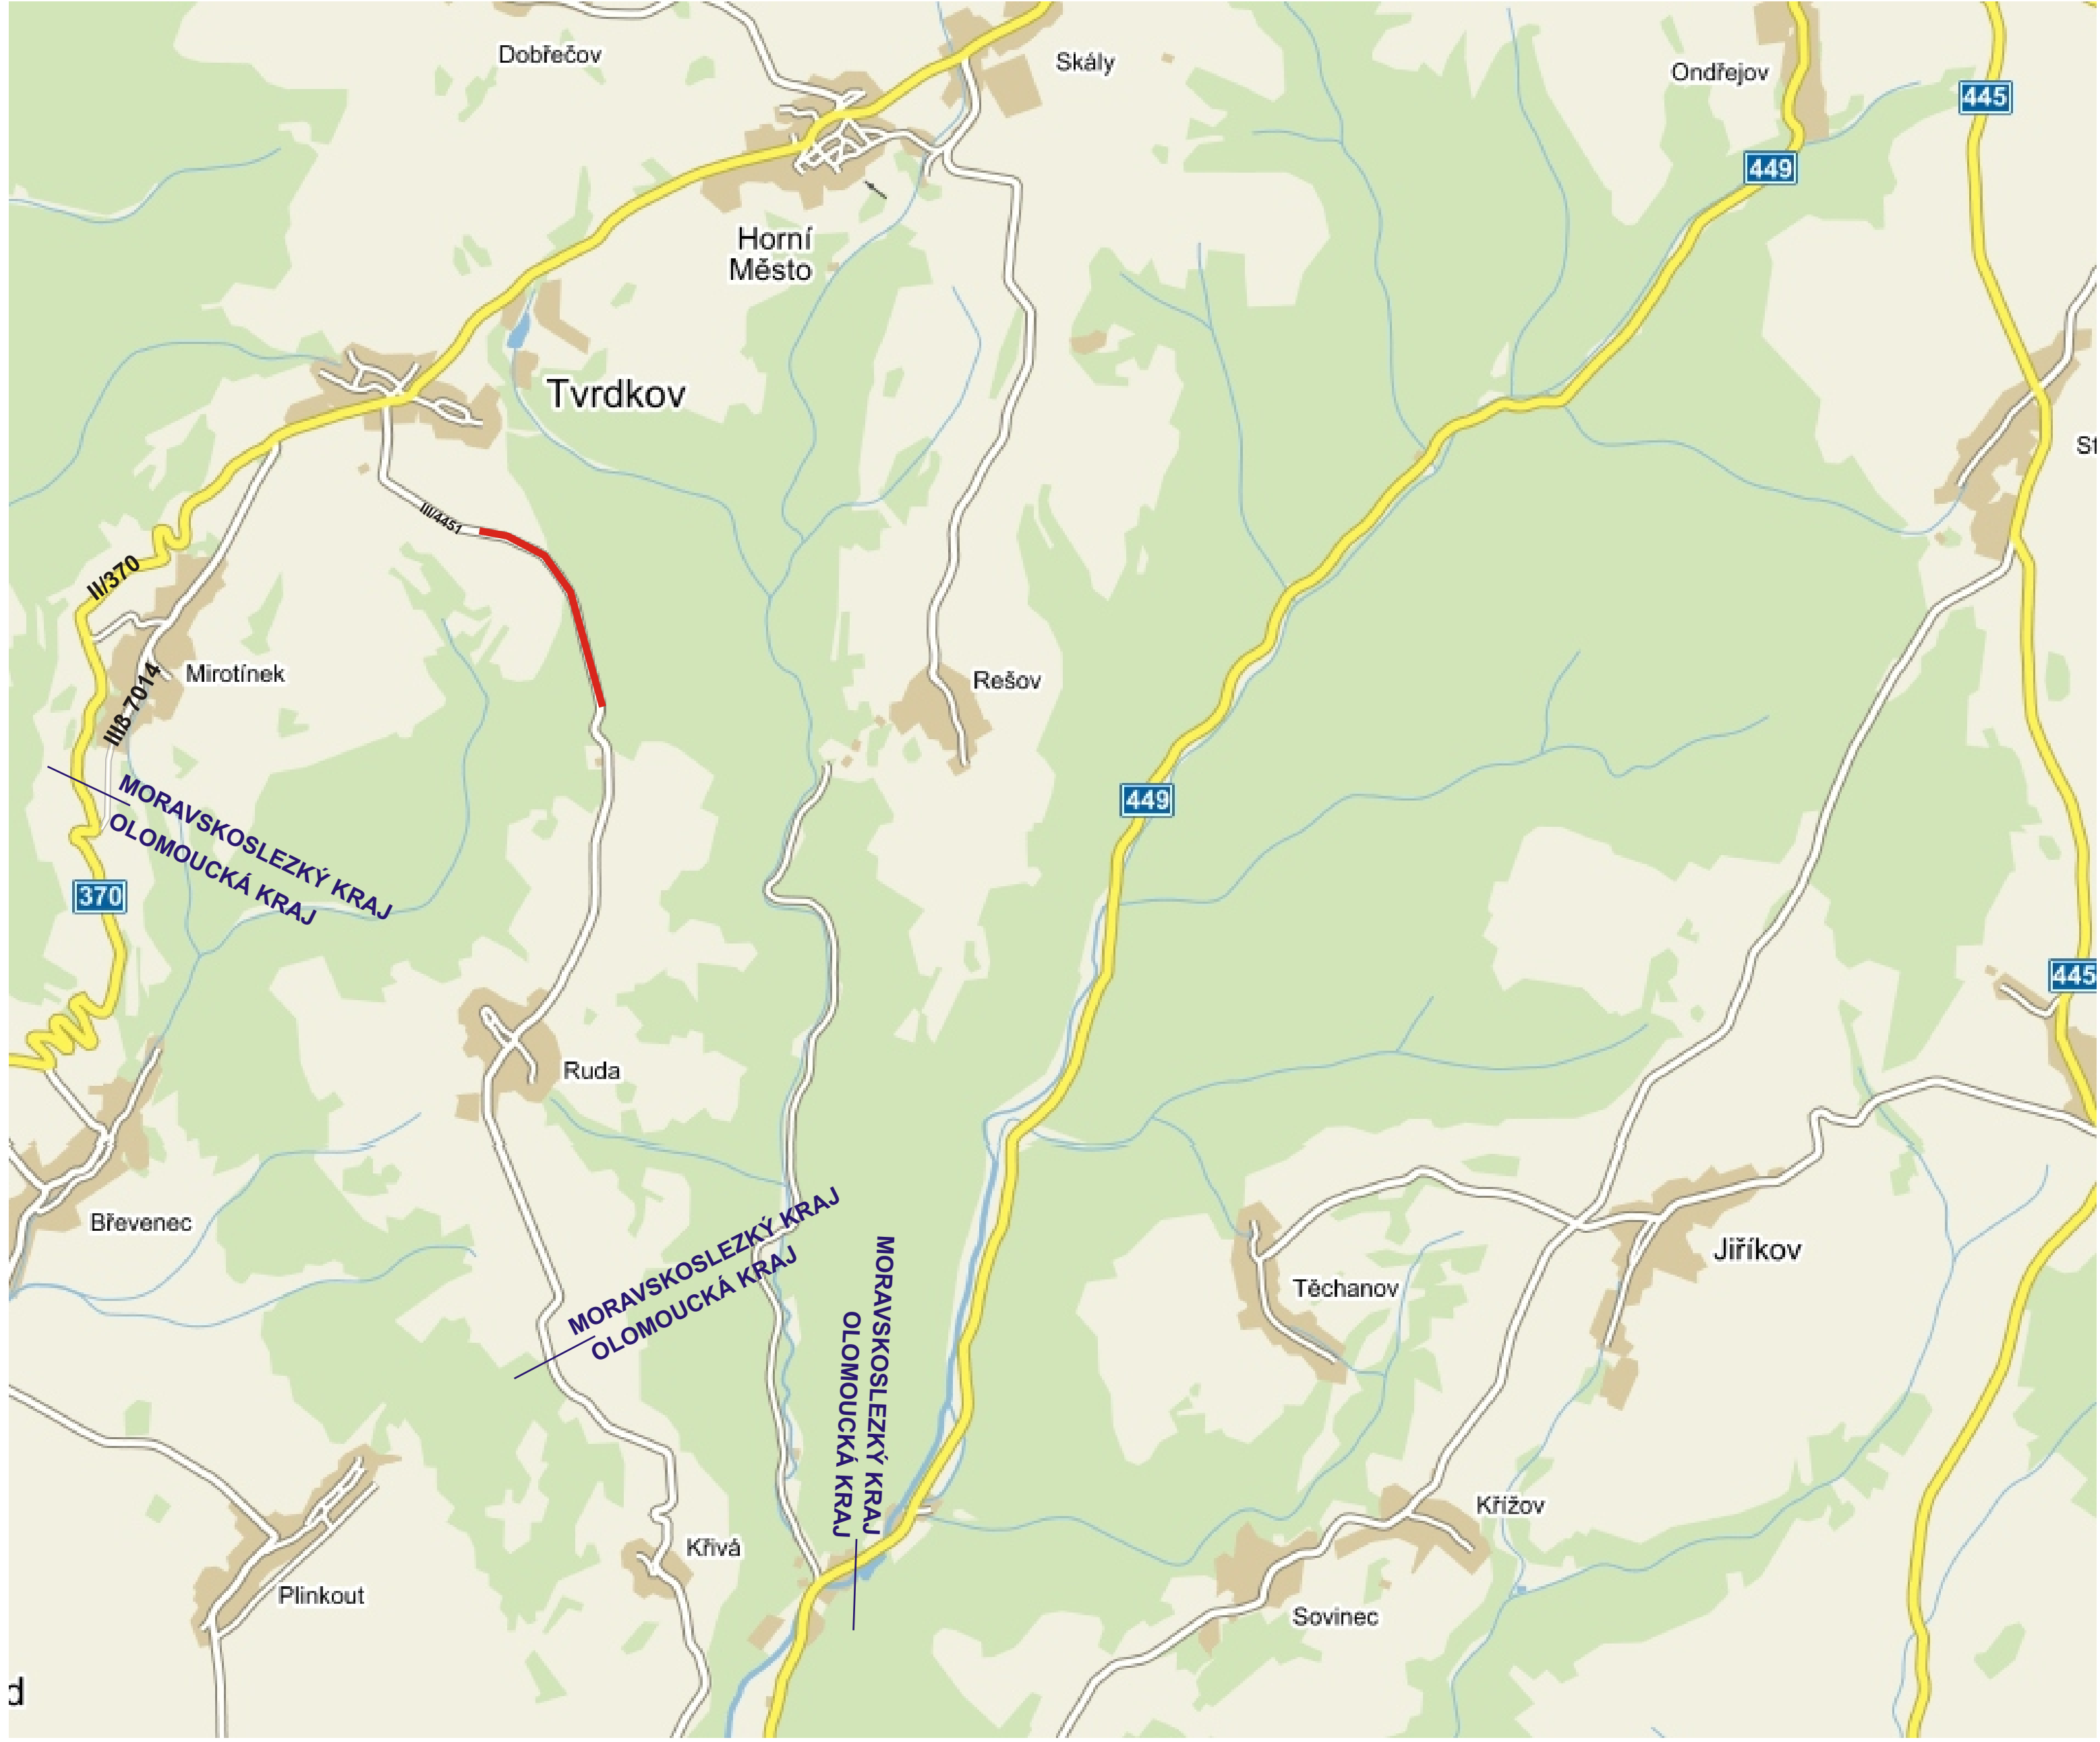 Dobřečov
Skály
Ondřejov
445
449
Horní
Město
Tvrdkov
St
III/4451
II/370
Mirotínek
IIIß 7014
Rešov
MORAVSKOSLEZKÝ KRAJ
OLOMOUCKÁ KRAJ
449
370
445
Ruda
Břevenec
MORAVSKOSLEZKÝ KRAJ
OLOMOUCKÁ KRAJ
MORAVSKOSLEZKÝ KRAJ
OLOMOUCKÁ KRAJ
Jiříkov
Těchanov
Křížov
Křivá
Plinkout
Sovinec
d